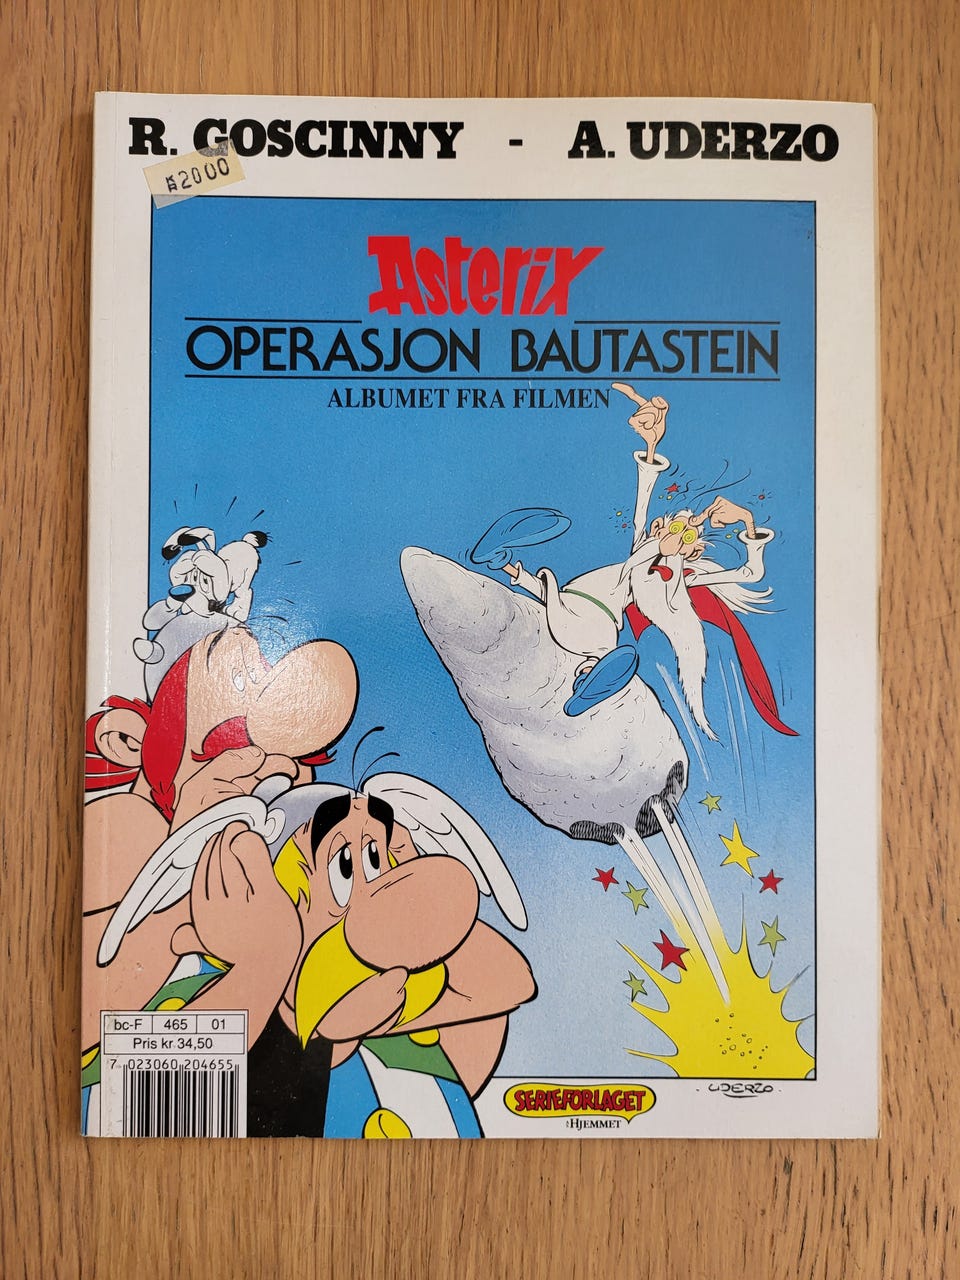 R. GOSCINNY - A. UDERZO
KR 2000
Asterix
OPERASJON BAUTASTEIN
ALBUMET FRA FILMEN
bc-F 465 01
Pris kr 34,50
7 023060 204655
SERIEFORLAGET
A/S HJEMMET
UDERZO